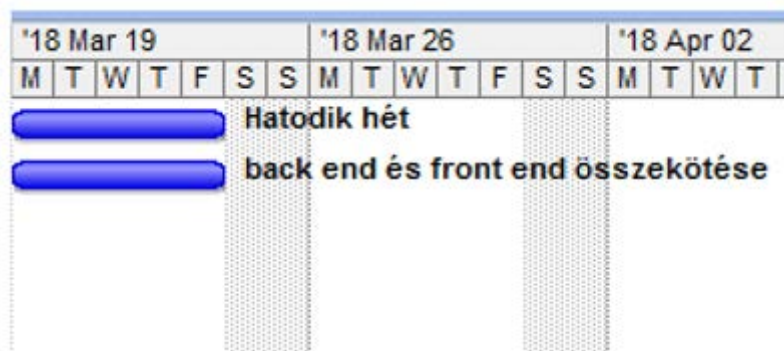 '18 Mar 19 '18 Mar 26 '18 Apr 02
M T W T F S S M T W T F S S M T W T
Hatodik hét
back end és front end összekötése